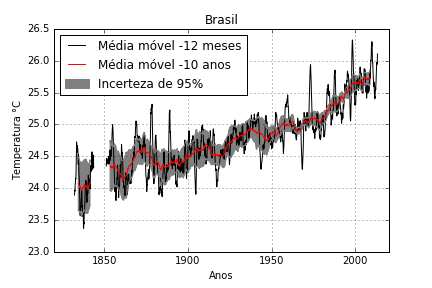 Brasil
26.5
26.0
25.5
25.0
24.5
24.0
23.5
23.0
Temperatura °C
Média móvel -12 meses
Média móvel -10 anos
Incerteza de 95%
1850 1900 1950 2000
Anos